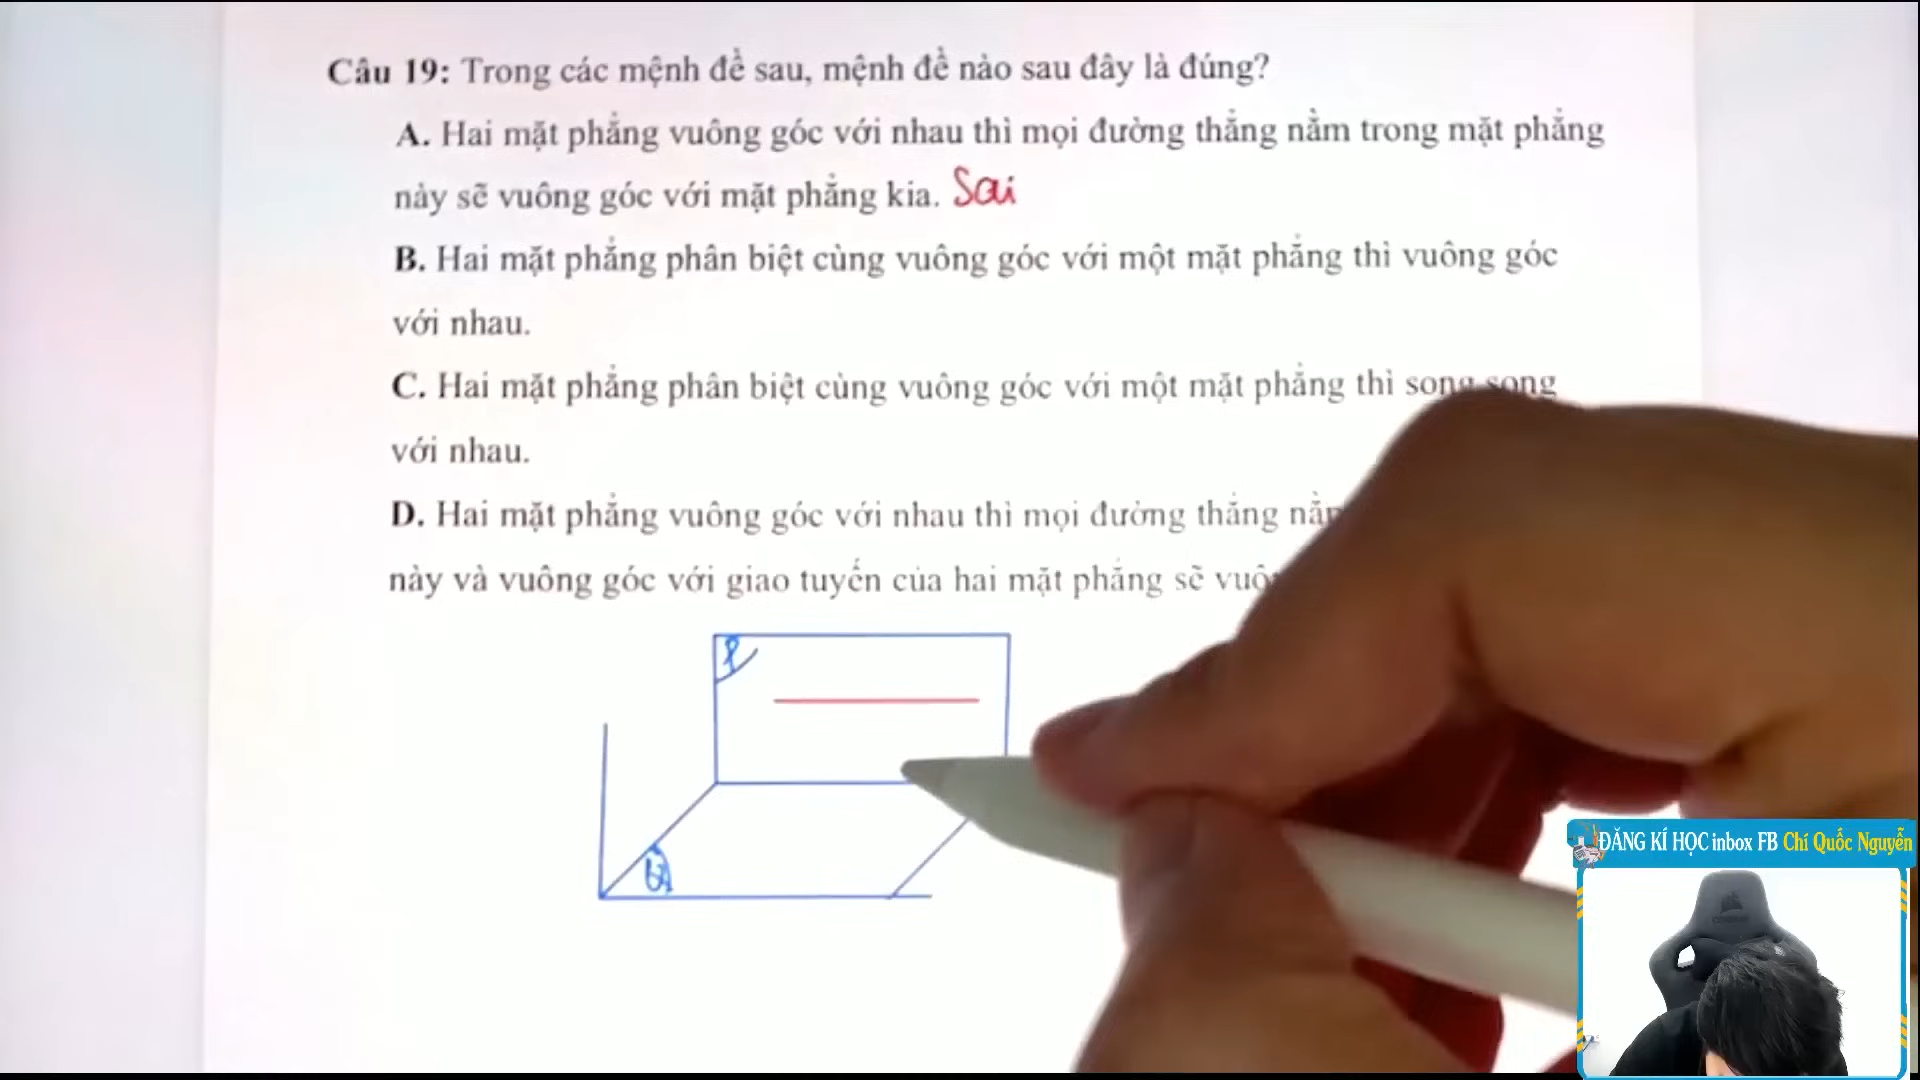 Câu 19: Trong các mệnh đề sau, mệnh đề nào sau đây là đúng?
A. Hai mặt phẳng vuông góc với nhau thì mọi đường thẳng nằm trong mặt phẳng
này sẽ vuông góc với mặt phẳng kia. Sai
B. Hai mặt phẳng phân biệt cùng vuông góc với một mặt phẳng thì vuông góc
với nhau.
C. Hai mặt phẳng phân biệt cùng vuông góc với một mặt phẳng thì song song
với nhau.
D. Hai mặt phẳng vuông góc với nhau thì mọi đường thẳng
này và vuông góc với giao tuyến của hai mặt phẳng sẽ
P
ĐĂNG KÍ HỌC inbox FB Chí Quốc Nguyễn